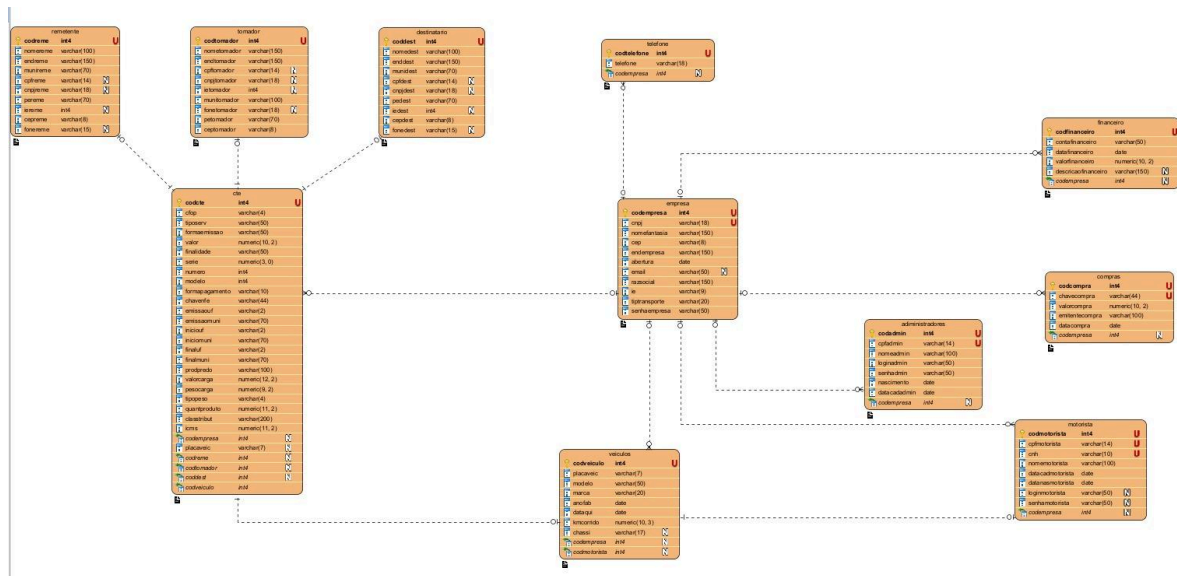 remetente
codreme int4 U
nomereme varchar(100)
endreme varchar(150)
munireme varchar(70)
cpfreme varchar(14) N
cnpjreme varchar(18) N
pereme varchar(70)
iereme int4 N
cepreme varchar(8)
fonereme varchar(15) N
tomador
codtomador int4 U
nometomador varchar(150)
endtomador varchar(150)
cpftomador varchar(14) N
cnpjtomador varchar(18) N
ietomador int4 N
munitomador varchar(100)
fonetomador varchar(18) N
petomador varchar(70)
ceptomador varchar(8)
destinatario
coddest int4 U
nomedest varchar(100)
enddest varchar(150)
munidest varchar(70)
cpfdest varchar(14) N
cnpjdest varchar(18) N
pedest varchar(70)
iedest int4 N
cepdest varchar(8)
fonedest varchar(15) N
telefone
codtelefone int4 U
telefone varchar(18)
codempresa int4 N
financeiro
codfinanceiro int4 U
contafinanceiro varchar(50)
datafinanceiro date
valorfinanceiro numeric(10, 2)
descricaofinanceiro varchar(150) N
codempresa int4 N
cte
codcte int4 U
cfop varchar(4)
tiposerv varchar(50)
formaemissao varchar(50)
valor numeric(10, 2)
finalidade varchar(50)
serie numeric(3, 0)
numero int4
modelo int4
formapagamento varchar(10)
chavenfe varchar(44)
emissaouf varchar(2)
emissaomuni varchar(70)
iniciouf varchar(2)
iniciomuni varchar(70)
finaluf varchar(2)
finalmuni varchar(70)
prodpredo varchar(100)
valorcarga numeric(12, 2)
pesocarga numeric(9, 2)
tipopeso varchar(4)
quantproduto numeric(11, 2)
classtribut varchar(200)
icms numeric(11, 2)
codempresa int4 N
placaveic varchar(7) N
codreme int4 N
codtomador int4 N
coddest int4 N
codveiculo int4
empresa
codempresa int4 U
cnpj varchar(18) U
nomefantasia varchar(150)
cep varchar(8)
endempresa varchar(150)
abertura date
email varchar(50) N
razsocial varchar(150)
ie varchar(9)
tiptransporte varchar(20)
senhaempresa varchar(50)
compras
codcompra int4 U
chavecompra varchar(44) U
valorcompra numeric(10, 2)
emitentecompra varchar(100)
datacompra date
codempresa int4 N
adiministradores
codadmin int4 U
cpfadmin varchar(14) U
nomeadmin varchar(100)
loginadmin varchar(50)
senhadmin varchar(50)
nascimento date
datacadadmin date
codempresa int4 N
motorista
codmotorista int4 U
cpfmotorista varchar(14) U
cnh varchar(10) U
nomemotorista varchar(100)
datacadmotorista date
datanasmotorista date
loginmotorista varchar(50) N
senhamotorista varchar(50) N
codempresa int4 N
veiculos
codveiculo int4 U
placaveic varchar(7)
modelo varchar(50)
marca varchar(20)
anofab date
dataqui date
kmcorrido numeric(10, 3)
chassi varchar(17) N
codempresa int4 N
codmotorista int4 N